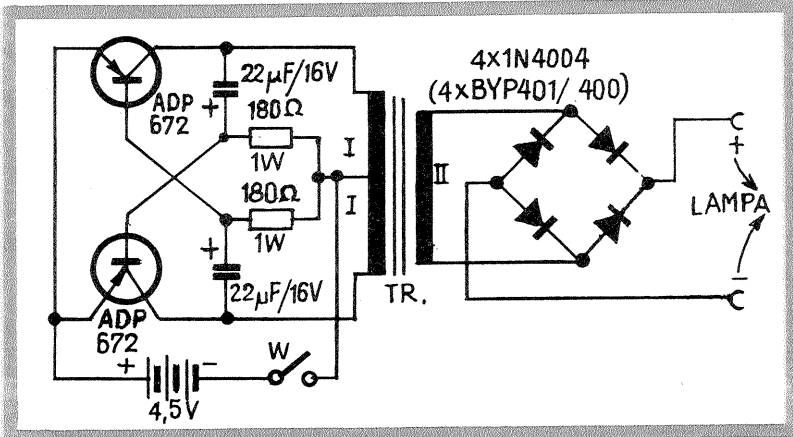 4x1N4004
(4xBYP401/400)
ADP
672
22µF/16V
+
180Ω
1W
180Ω
1W
+
22µF/16V
I
I
II
TR.
+
LAMPA
−
ADP
672
+
−
4,5V
W